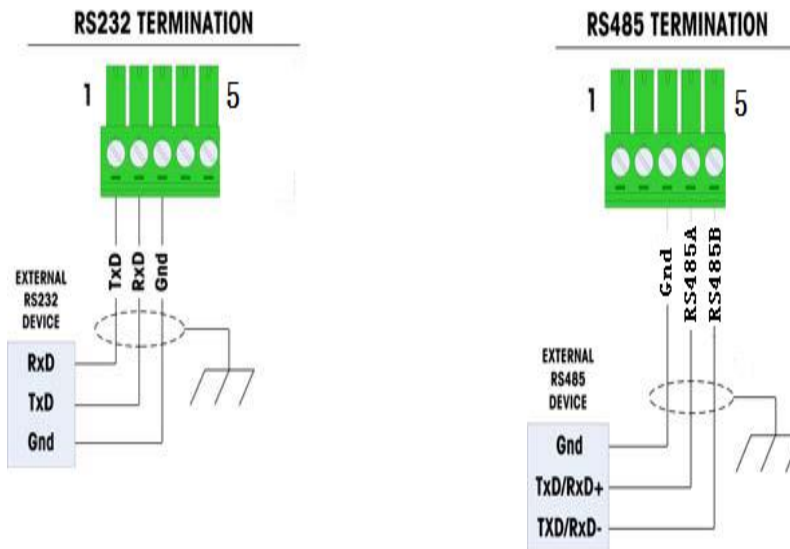 RS232 TERMINATION
1
5
TxD
RxD
Gnd
EXTERNAL
RS232
DEVICE
RxD
TxD
Gnd
RS485 TERMINATION
1
5
Gnd
RS485A
RS485B
EXTERNAL
RS485
DEVICE
Gnd
TxD/RxD+
TXD/RxD-